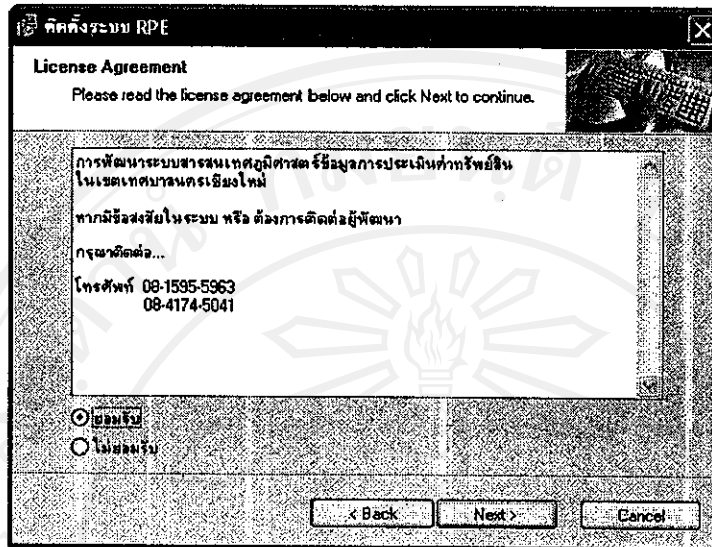 ติดตั้งระบบ RPE
License Agreement
Please read the license agreement below and click Next to continue.
การพัฒนาระบบสารสนเทศภูมิศาสตร์ข้อมูลการประเมินค่าทรัพย์สิน
ในเขตเทศบาลนครเชียงใหม่
หากมีข้อสงสัยในระบบ หรือ ต้องการติดต่อผู้พัฒนา
กรุณาติดต่อ...
โทรศัพท์ 08-1595-5963
08-4174-5041
ยอมรับ
ไม่ยอมรับ
< Back
Next >
Cancel